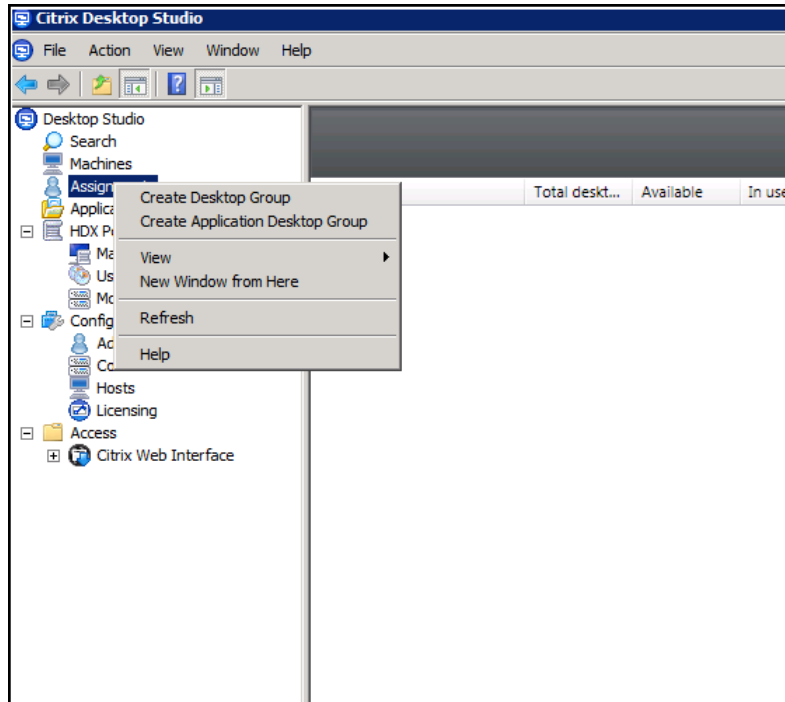 Citrix Desktop Studio
File Action View Window Help
Desktop Studio
Search
Machines
Create Desktop Group
Create Application Desktop Group
View
New Window from Here
Refresh
Help
HDX
Hosts
Licensing
Access
Citrix Web Interface
Total deskt... Available In use